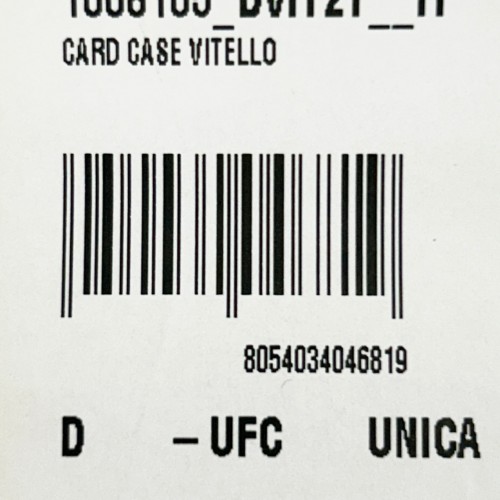 CARD CASE VITELLO
8054034046819
D – UFC UNICA